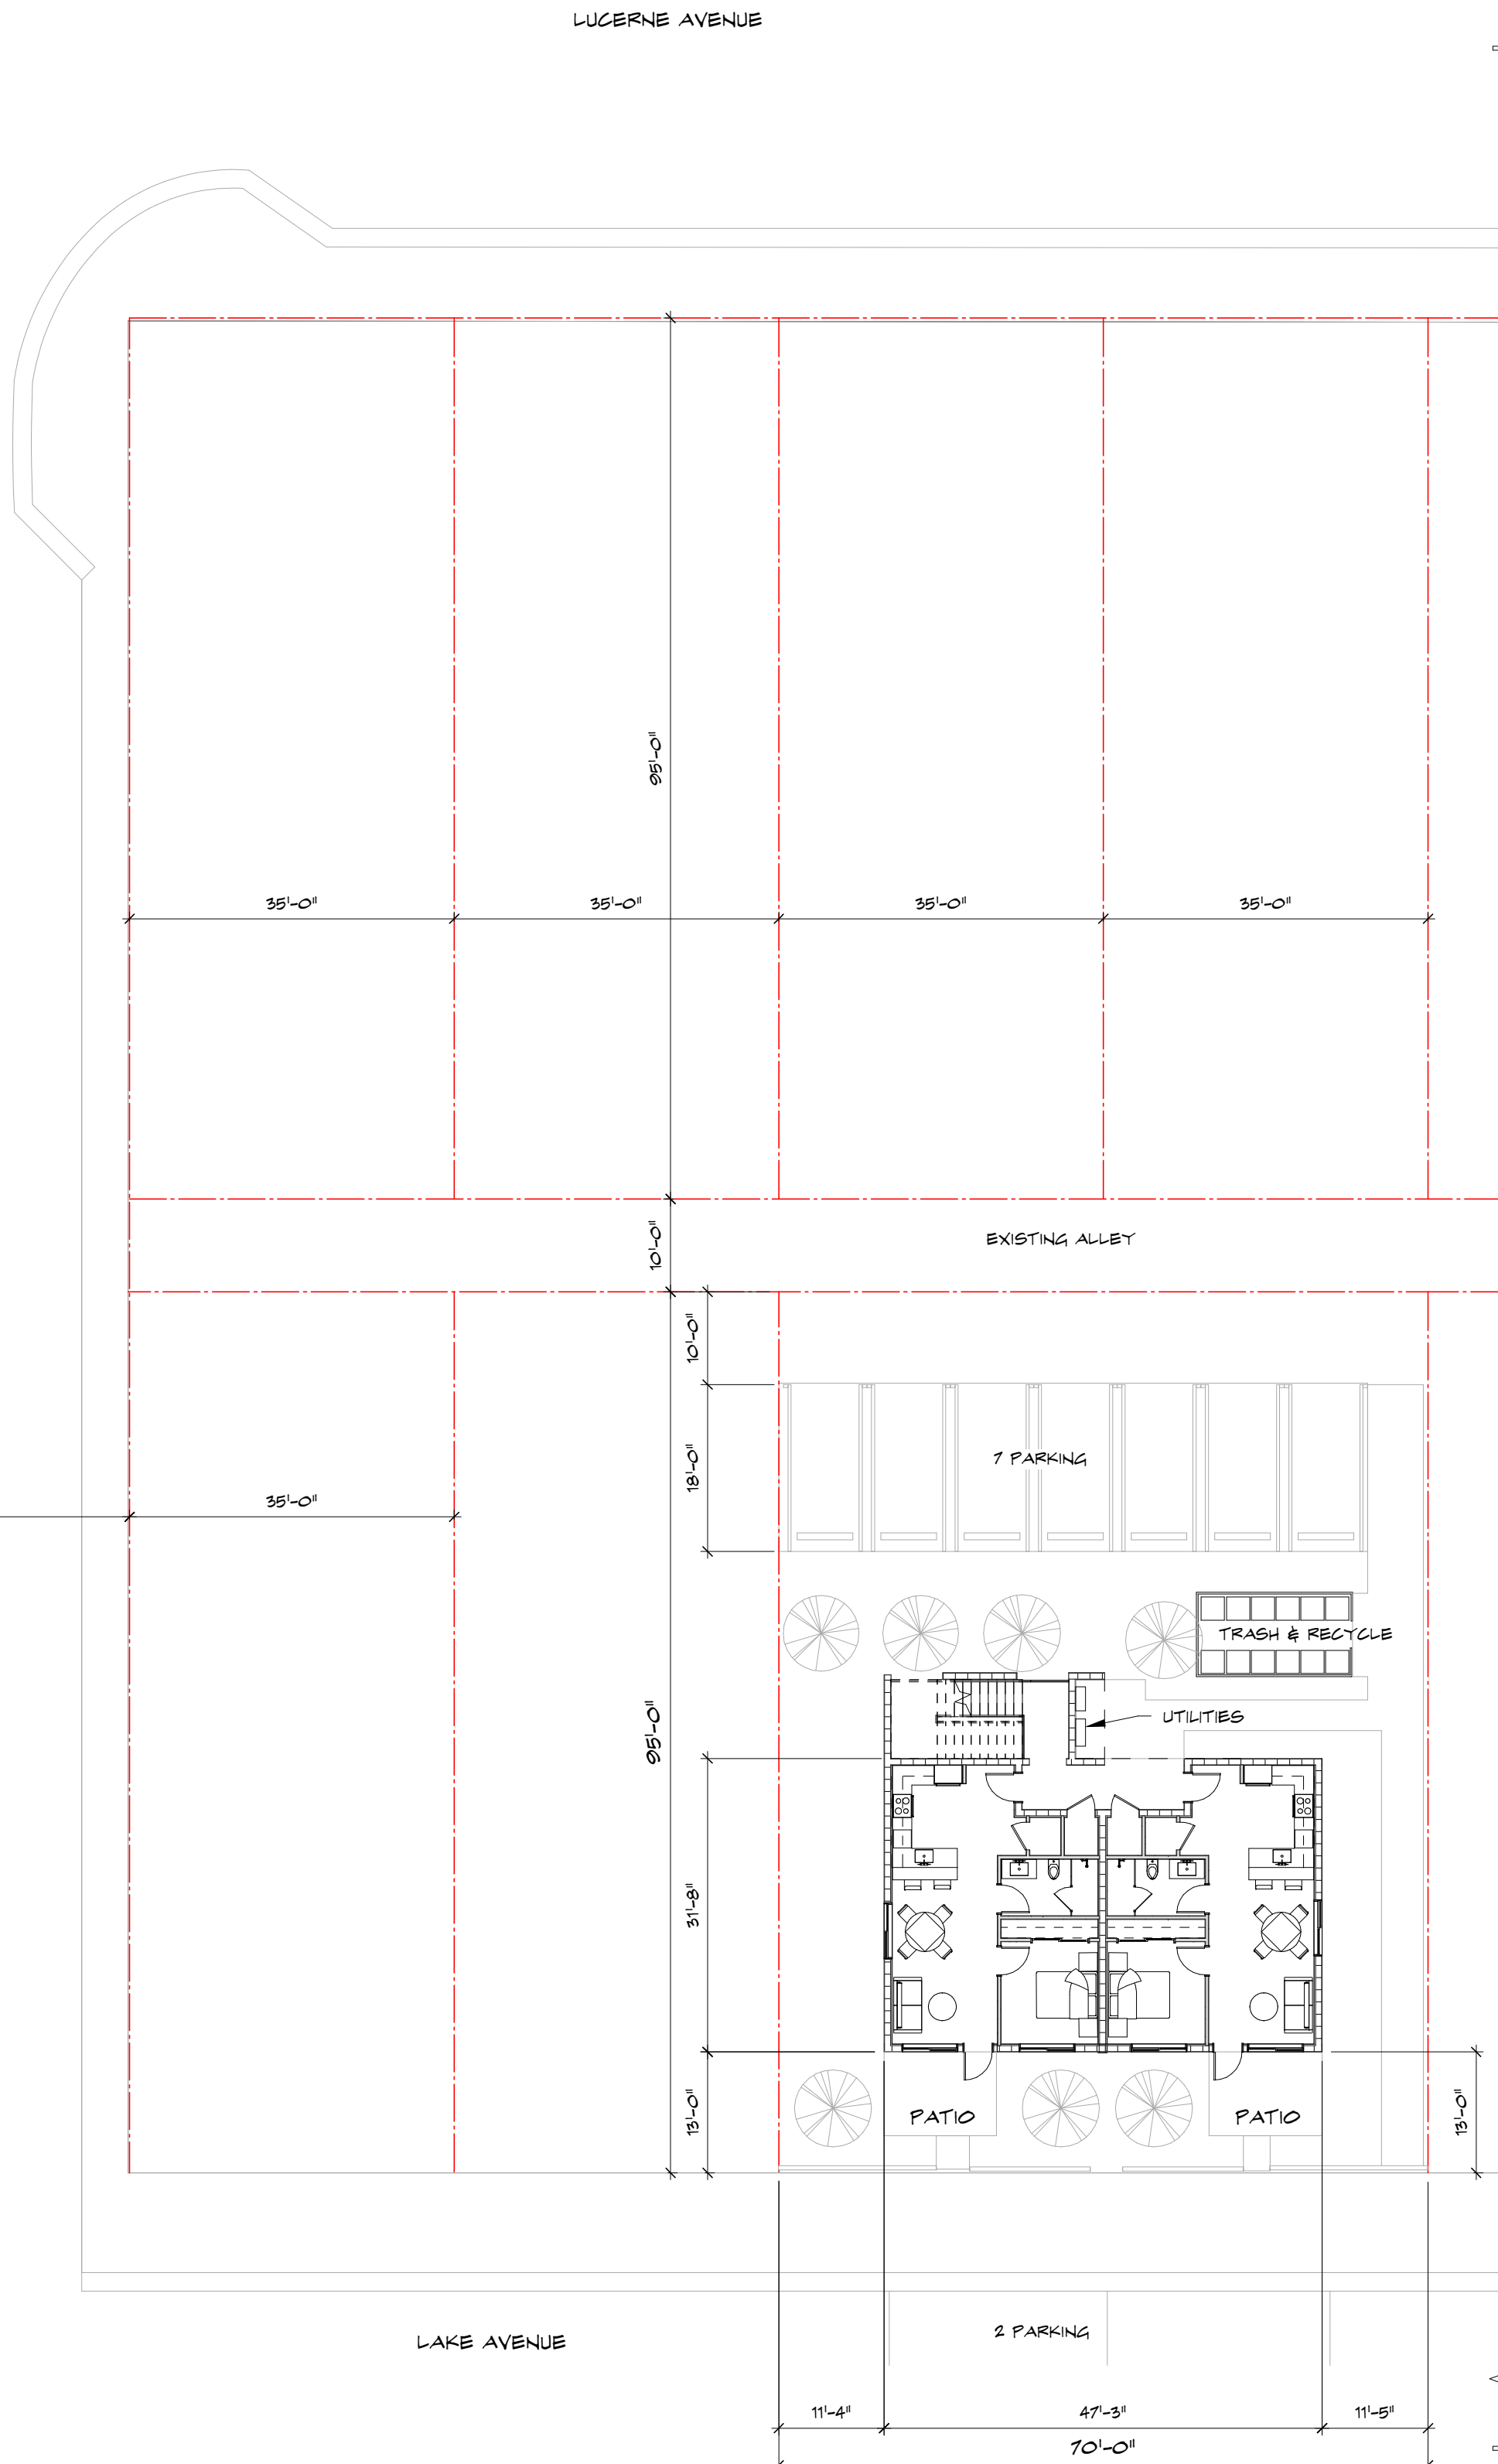 LUCERNE AVENUE
95'-0"
35'-0"
35'-0"
35'-0"
35'-0"
10'-0"
EXISTING ALLEY
10'-0"
18'-0"
7 PARKING
35'-0"
TRASH & RECYCLE
95'-0"
UTILITIES
31'-8"
13'-0"
PATIO
PATIO
13'-0"
LAKE AVENUE
2 PARKING
11'-4"
47'-3"
11'-5"
70'-0"